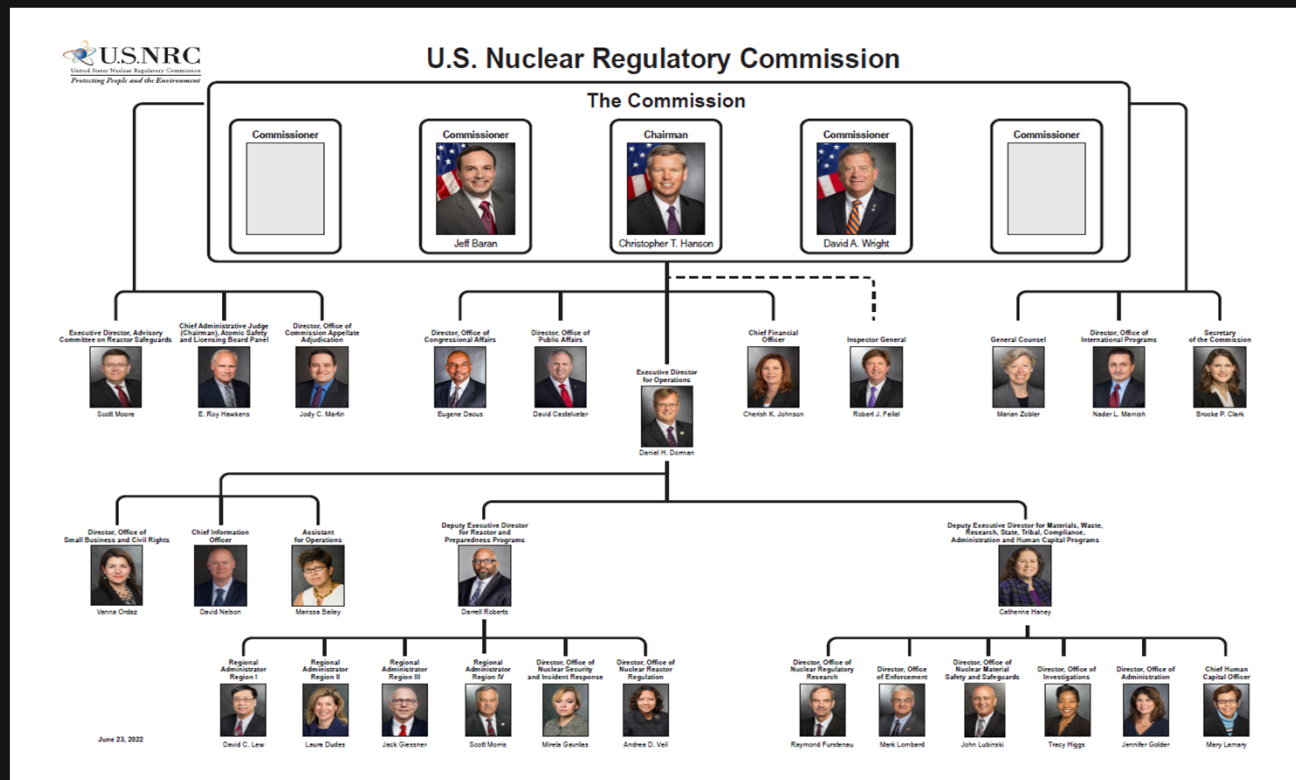 U.S.NRC
United States Nuclear Regulatory Commission
Protecting People and the Environment
U.S. Nuclear Regulatory Commission
The Commission
Commissioner
Commissioner
Jeff Baran
Chairman
Christopher T. Hanson
Commissioner
David A. Wright
Commissioner
Executive Director, Advisory
Committee on Reactor Safeguards
Scott Moore
Chief Administrative Judge
(Chairman), Atomic Safety
and Licensing Board Panel
E. Roy Hawkens
Director, Office of
Commission Appellate
Adjudication
Jody C. Martin
Director, Office of
Congressional Affairs
Eugene Dacus
Director, Office of
Public Affairs
David Castelveter
Executive Director
for Operations
Daniel H. Dorman
Chief Financial
Officer
Cherish K. Johnson
Inspector General
Robert J. Feitel
General Counsel
Marian Zobler
Director, Office of
International Programs
Nader L. Mamish
Secretary
of the Commission
Brooke P. Clark
Director, Office of
Small Business and Civil Rights
Vanna Ordaz
Chief Information
Officer
David Nelson
Assistant
for Operations
Marissa Bailey
Deputy Executive Director
for Reactor and
Preparedness Programs
Darrell Roberts
Deputy Executive Director for Materials, Waste,
Research, State, Tribal, Compliance,
Administration and Human Capital Programs
Catherine Haney
Regional
Administrator
Region I
David C. Lew
Regional
Administrator
Region II
Laura Dudes
Regional
Administrator
Region III
Jack Giessner
Regional
Administrator
Region IV
Scott Morris
Director, Office of
Nuclear Security
and Incident Response
Mirela Gavrilas
Director, Office of
Nuclear Reactor
Regulation
Andrea D. Veil
Director, Office of
Nuclear Regulatory
Research
Raymond Furstenau
Director, Office
of Enforcement
Mark Lombard
Director, Office of
Nuclear Material
Safety and Safeguards
John Lubinski
Director, Office of
Investigations
Tracy Higgs
Director, Office of
Administration
Jennifer Golder
Chief Human
Capital Officer
Mary Lamary
June 23, 2022